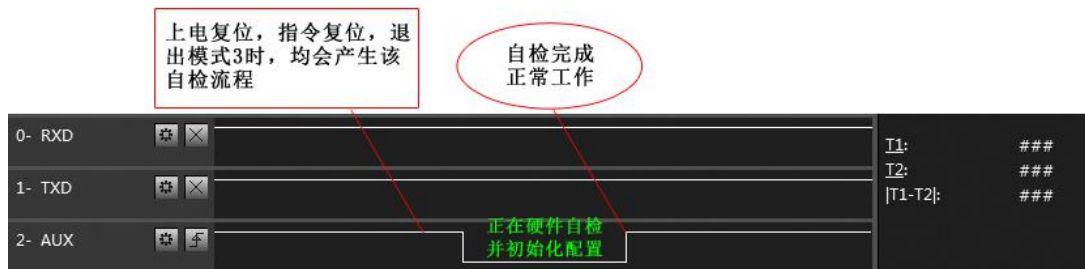 上电复位，指令复位，退
出模式3时，均会产生该
自检流程
自检完成
正常工作
0- RXD
T1: ###
T2: ###
1- TXD
|T1-T2|: ###
正在硬件自检
2- AUX
并初始化配置